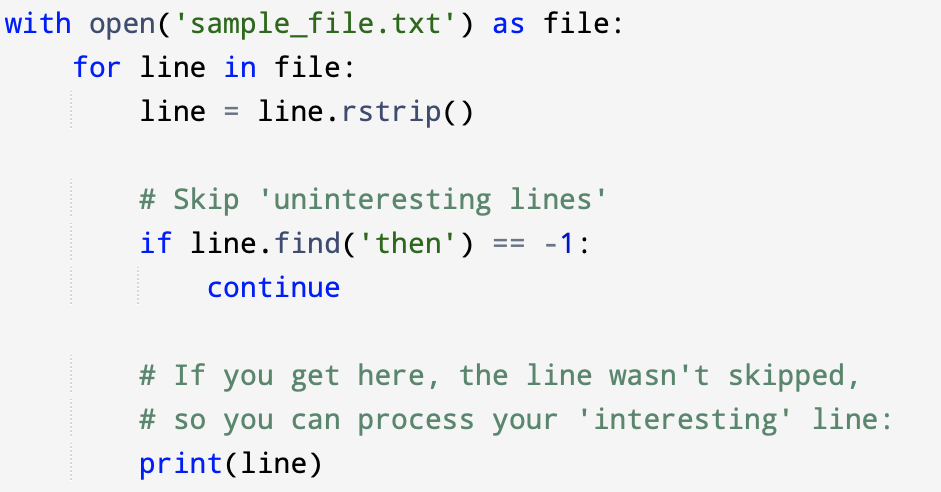 with open('sample_file.txt') as file:
    for line in file:
        line = line.rstrip()

        # Skip 'uninteresting lines'
        if line.find('then') == -1:
            continue

        # If you get here, the line wasn't skipped,
        # so you can process your 'interesting' line:
        print(line)